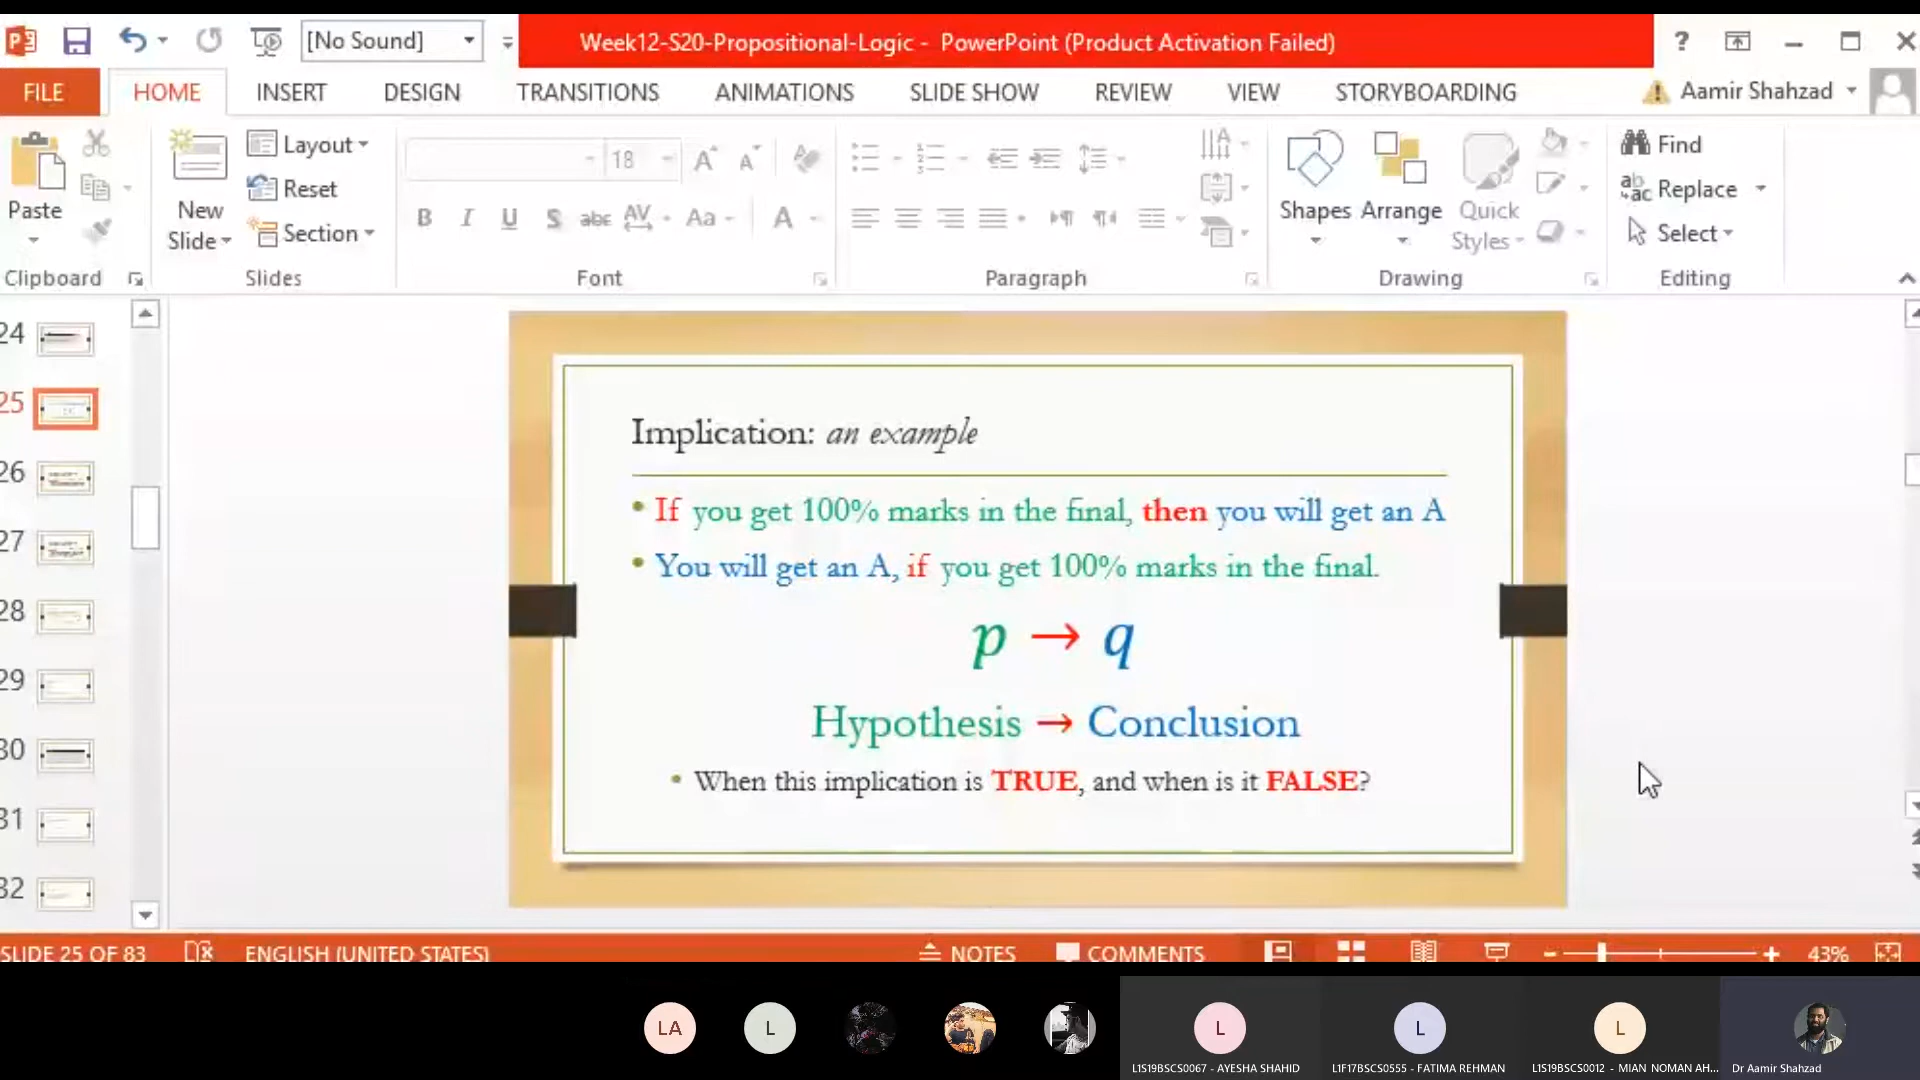 [No Sound]
Week12-S20-Propositional-Logic - PowerPoint (Product Activation Failed)
?
FILE
HOME
INSERT
DESIGN
TRANSITIONS
ANIMATIONS
SLIDE SHOW
REVIEW
VIEW
STORYBOARDING
Aamir Shahzad
Paste
New
Slide
Layout
Reset
Section
18
B I U S abc AV Aa A
Shapes
Arrange
Quick
Styles
Find
Replace
Select
Clipboard
Slides
Font
Paragraph
Drawing
Editing
24
25
26
27
28
29
30
31
32
Implication: an example
• If you get 100% marks in the final, then you will get an A
• You will get an A, if you get 100% marks in the final.
p → q
Hypothesis → Conclusion
• When this implication is TRUE, and when is it FALSE?
SLIDE 25 OF 83
ENGLISH (UNITED STATES)
NOTES
COMMENTS
43%
LA
L
L
L
L
L1S19BSCS0067 - AYESHA SHAHID
L1F17BSCS0555 - FATIMA REHMAN
L1S19BSCS0012 - MIAN NOMAN AH...
Dr Aamir Shahzad